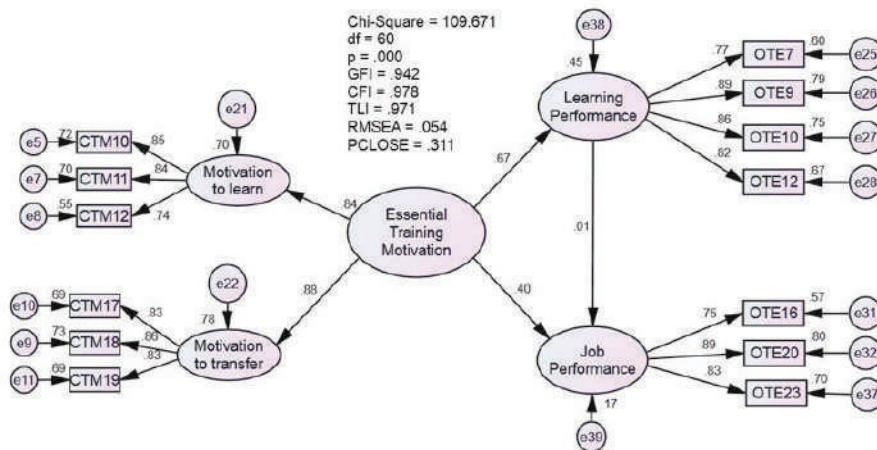 Chi-Square = 109.671
df = 60
p = .000
GFI = .942
CFI = .978
TLI = .971
RMSEA = .054
PCLOSE = .311
e38
.45
Learning
Performance
.77
.89
.86
.82
OTE7
OTE9
OTE10
OTE12
.60
.79
.75
.67
e25
e26
e27
e28
e21
.70
Motivation
to learn
e5
e7
e8
.72
.70
.55
CTM10
CTM11
CTM12
.85
.84
.74
.84
.67
Essential
Training
Motivation
.01
.88
.40
e22
.78
Motivation
to transfer
e10
e9
e11
.69
.73
.69
CTM17
CTM18
CTM19
.83
.86
.83
Job
Performance
.17
e39
.75
.89
.83
OTE16
OTE20
OTE23
.57
.80
.70
e31
e32
e37